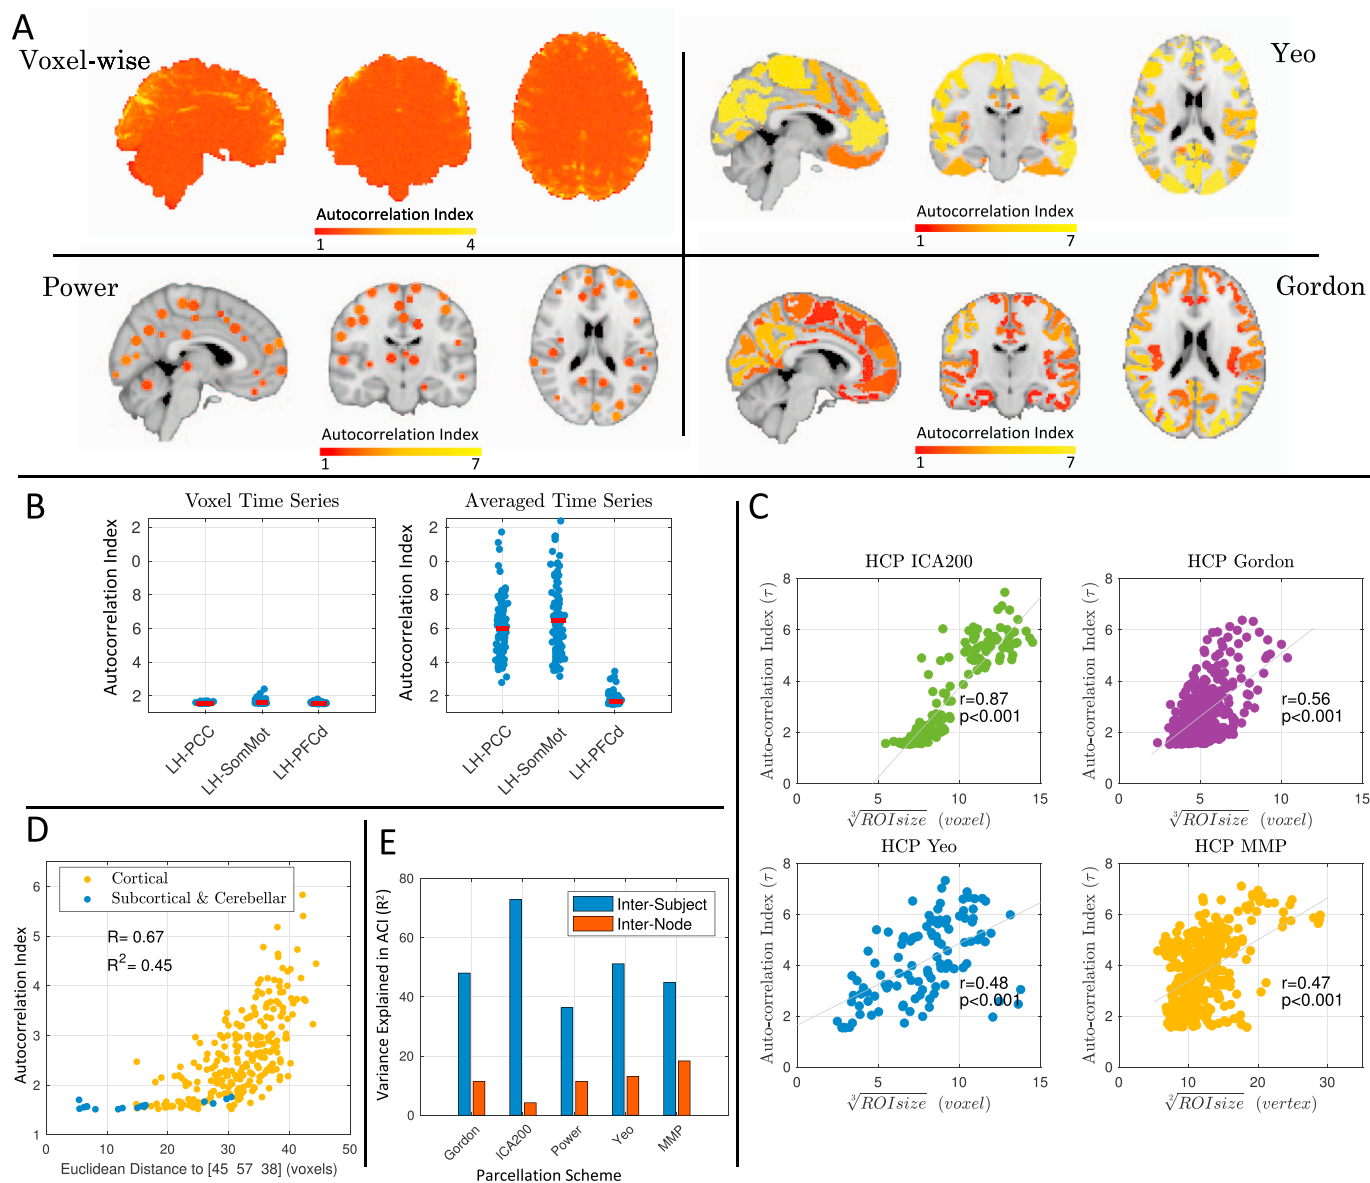 A
Voxel-wise
Autocorrelation Index
1 4
Yeo
Autocorrelation Index
1 7
Power
Autocorrelation Index
1 7
Gordon
Autocorrelation Index
1 7
B
Voxel Time Series
Autocorrelation Index
2
0
8
6
4
2
LH-PCC
LH-SomMot
LH-PFCd
Averaged Time Series
Autocorrelation Index
2
0
8
6
4
2
LH-PCC
LH-SomMot
LH-PFCd
C
HCP ICA200
Auto-correlation Index (τ)
8
6
4
2
0
r=0.87
p<0.001
0 5 10 15
∛ROIsize (voxel)
HCP Gordon
Auto-correlation Index (τ)
8
6
4
2
0
r=0.56
p<0.001
0 5 10 15
∛ROIsize (voxel)
HCP Yeo
Auto-correlation Index (τ)
8
6
4
2
0
r=0.48
p<0.001
0 5 10 15
∛ROIsize (voxel)
HCP MMP
Auto-correlation Index (τ)
8
6
4
2
0
r=0.47
p<0.001
0 10 20 30
²√ROIsize (vertex)
D
Cortical
Subcortical & Cerebellar
R= 0.67
R²= 0.45
Autocorrelation Index
6
5
4
3
2
1
0 10 20 30 40 50
Euclidean Distance to [45 57 38] (voxels)
E
Inter-Subject
Inter-Node
Variance Explained in ACI (R²)
80
60
40
20
0
Gordon
ICA200
Power
Yeo
MMP
Parcellation Scheme